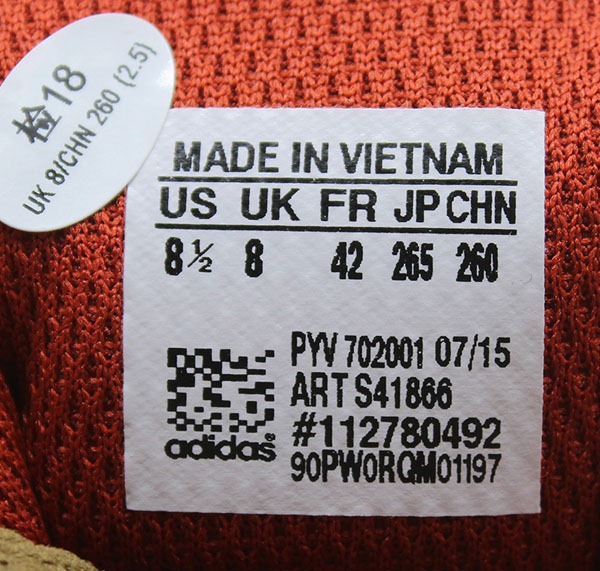 检18
UK 8/CHN 260 (2.5)
MADE IN VIETNAM
US UK FR JP CHN
8½ 8 42 265 260
PYV 702001 07/15
ART S41866
#112780492
90PW0RQM01197
adidas®